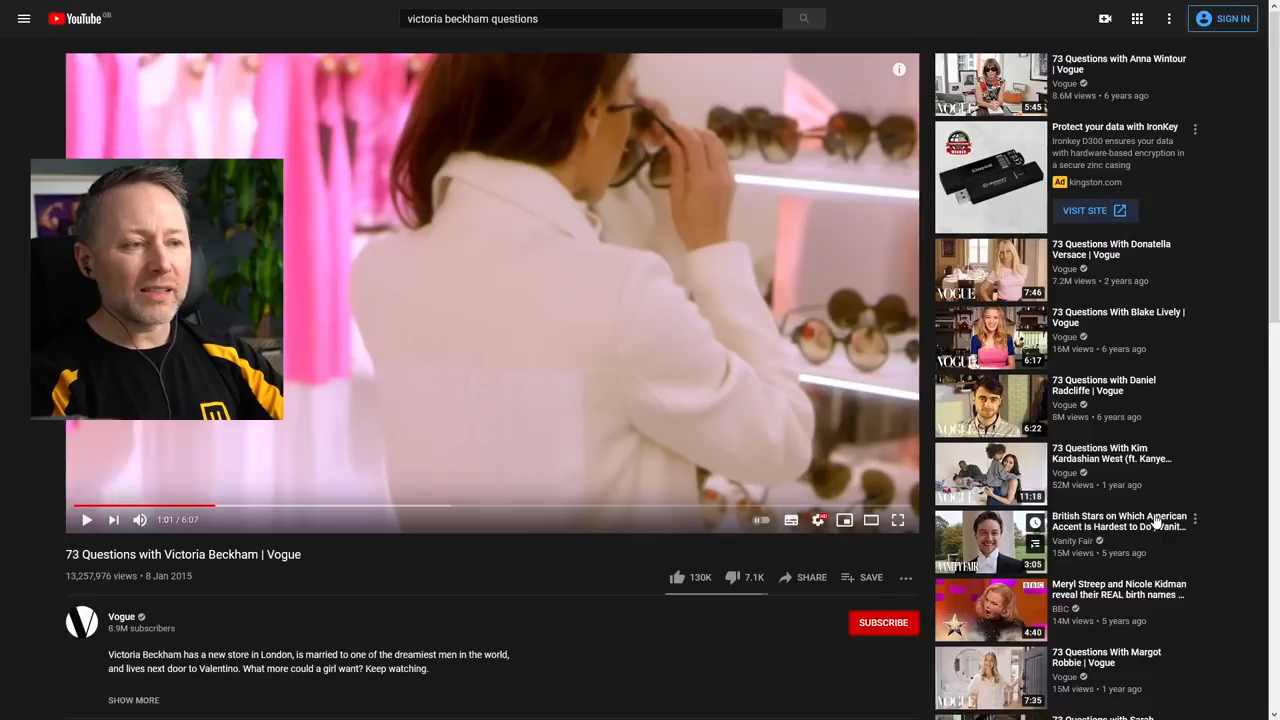 YouTube GB
victoria beckham questions
SIGN IN
1:01 / 6:07
HD
73 Questions with Victoria Beckham | Vogue
13,257,976 views • 8 Jan 2015
130K
7.1K
SHARE
SAVE
V
Vogue
8.9M subscribers
SUBSCRIBE
Victoria Beckham has a new store in London, is married to one of the dreamiest men in the world,
and lives next door to Valentino. What more could a girl want? Keep watching.
SHOW MORE
VOGUE
5:45
73 Questions with Anna Wintour
| Vogue
Vogue
8.6M views • 6 years ago
Protect your data with IronKey
Ironkey D300 ensures your
data with hardware-based encryption in
a secure zinc casing
Ad kingston.com
VISIT SITE
VOGUE
7:46
73 Questions With Donatella
Versace | Vogue
Vogue
7.2M views • 2 years ago
VOGUE
6:17
73 Questions With Blake Lively |
Vogue
Vogue
16M views • 6 years ago
VOGUE
6:22
73 Questions with Daniel
Radcliffe | Vogue
Vogue
8M views • 6 years ago
VOGUE
11:18
73 Questions With Kim
Kardashian West (ft. Kanye...
Vogue
52M views • 1 year ago
VANITY FAIR
3:05
British Stars on Which American
Accent Is Hardest to Do | Vanit...
Vanity Fair
15M views • 5 years ago
BBC
4:40
Meryl Streep and Nicole Kidman
reveal their REAL birth names ...
BBC
14M views • 5 years ago
VOGUE
7:35
73 Questions With Margot
Robbie | Vogue
Vogue
15M views • 1 year ago